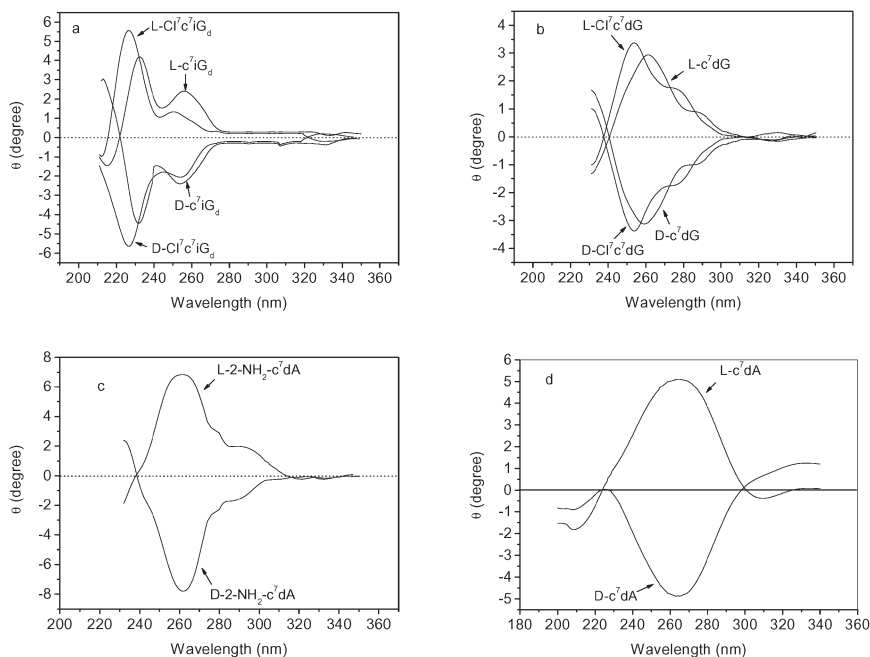 a
L-Cl⁷c⁷iG_d
L-c⁷iG_d
D-c⁷iG_d
D-Cl⁷c⁷iG_d
θ (degree)
6
5
4
3
2
1
0
-1
-2
-3
-4
-5
-6
200 220 240 260 280 300 320 340 360
Wavelength (nm)
b
L-Cl⁷c⁷dG
L-c⁷dG
D-c⁷dG
D-Cl⁷c⁷dG
θ (degree)
4
3
2
1
0
-1
-2
-3
-4
200 220 240 260 280 300 320 340 360
Wavelength (nm)
c
L-2-NH₂-c⁷dA
D-2-NH₂-c⁷dA
θ (degree)
8
6
4
2
0
-2
-4
-6
-8
200 220 240 260 280 300 320 340 360
Wavelength (nm)
d
L-c⁷dA
D-c⁷dA
θ (degree)
6
5
4
3
2
1
0
-1
-2
-3
-4
-5
180 200 220 240 260 280 300 320 340 360
Wavelength (nm)